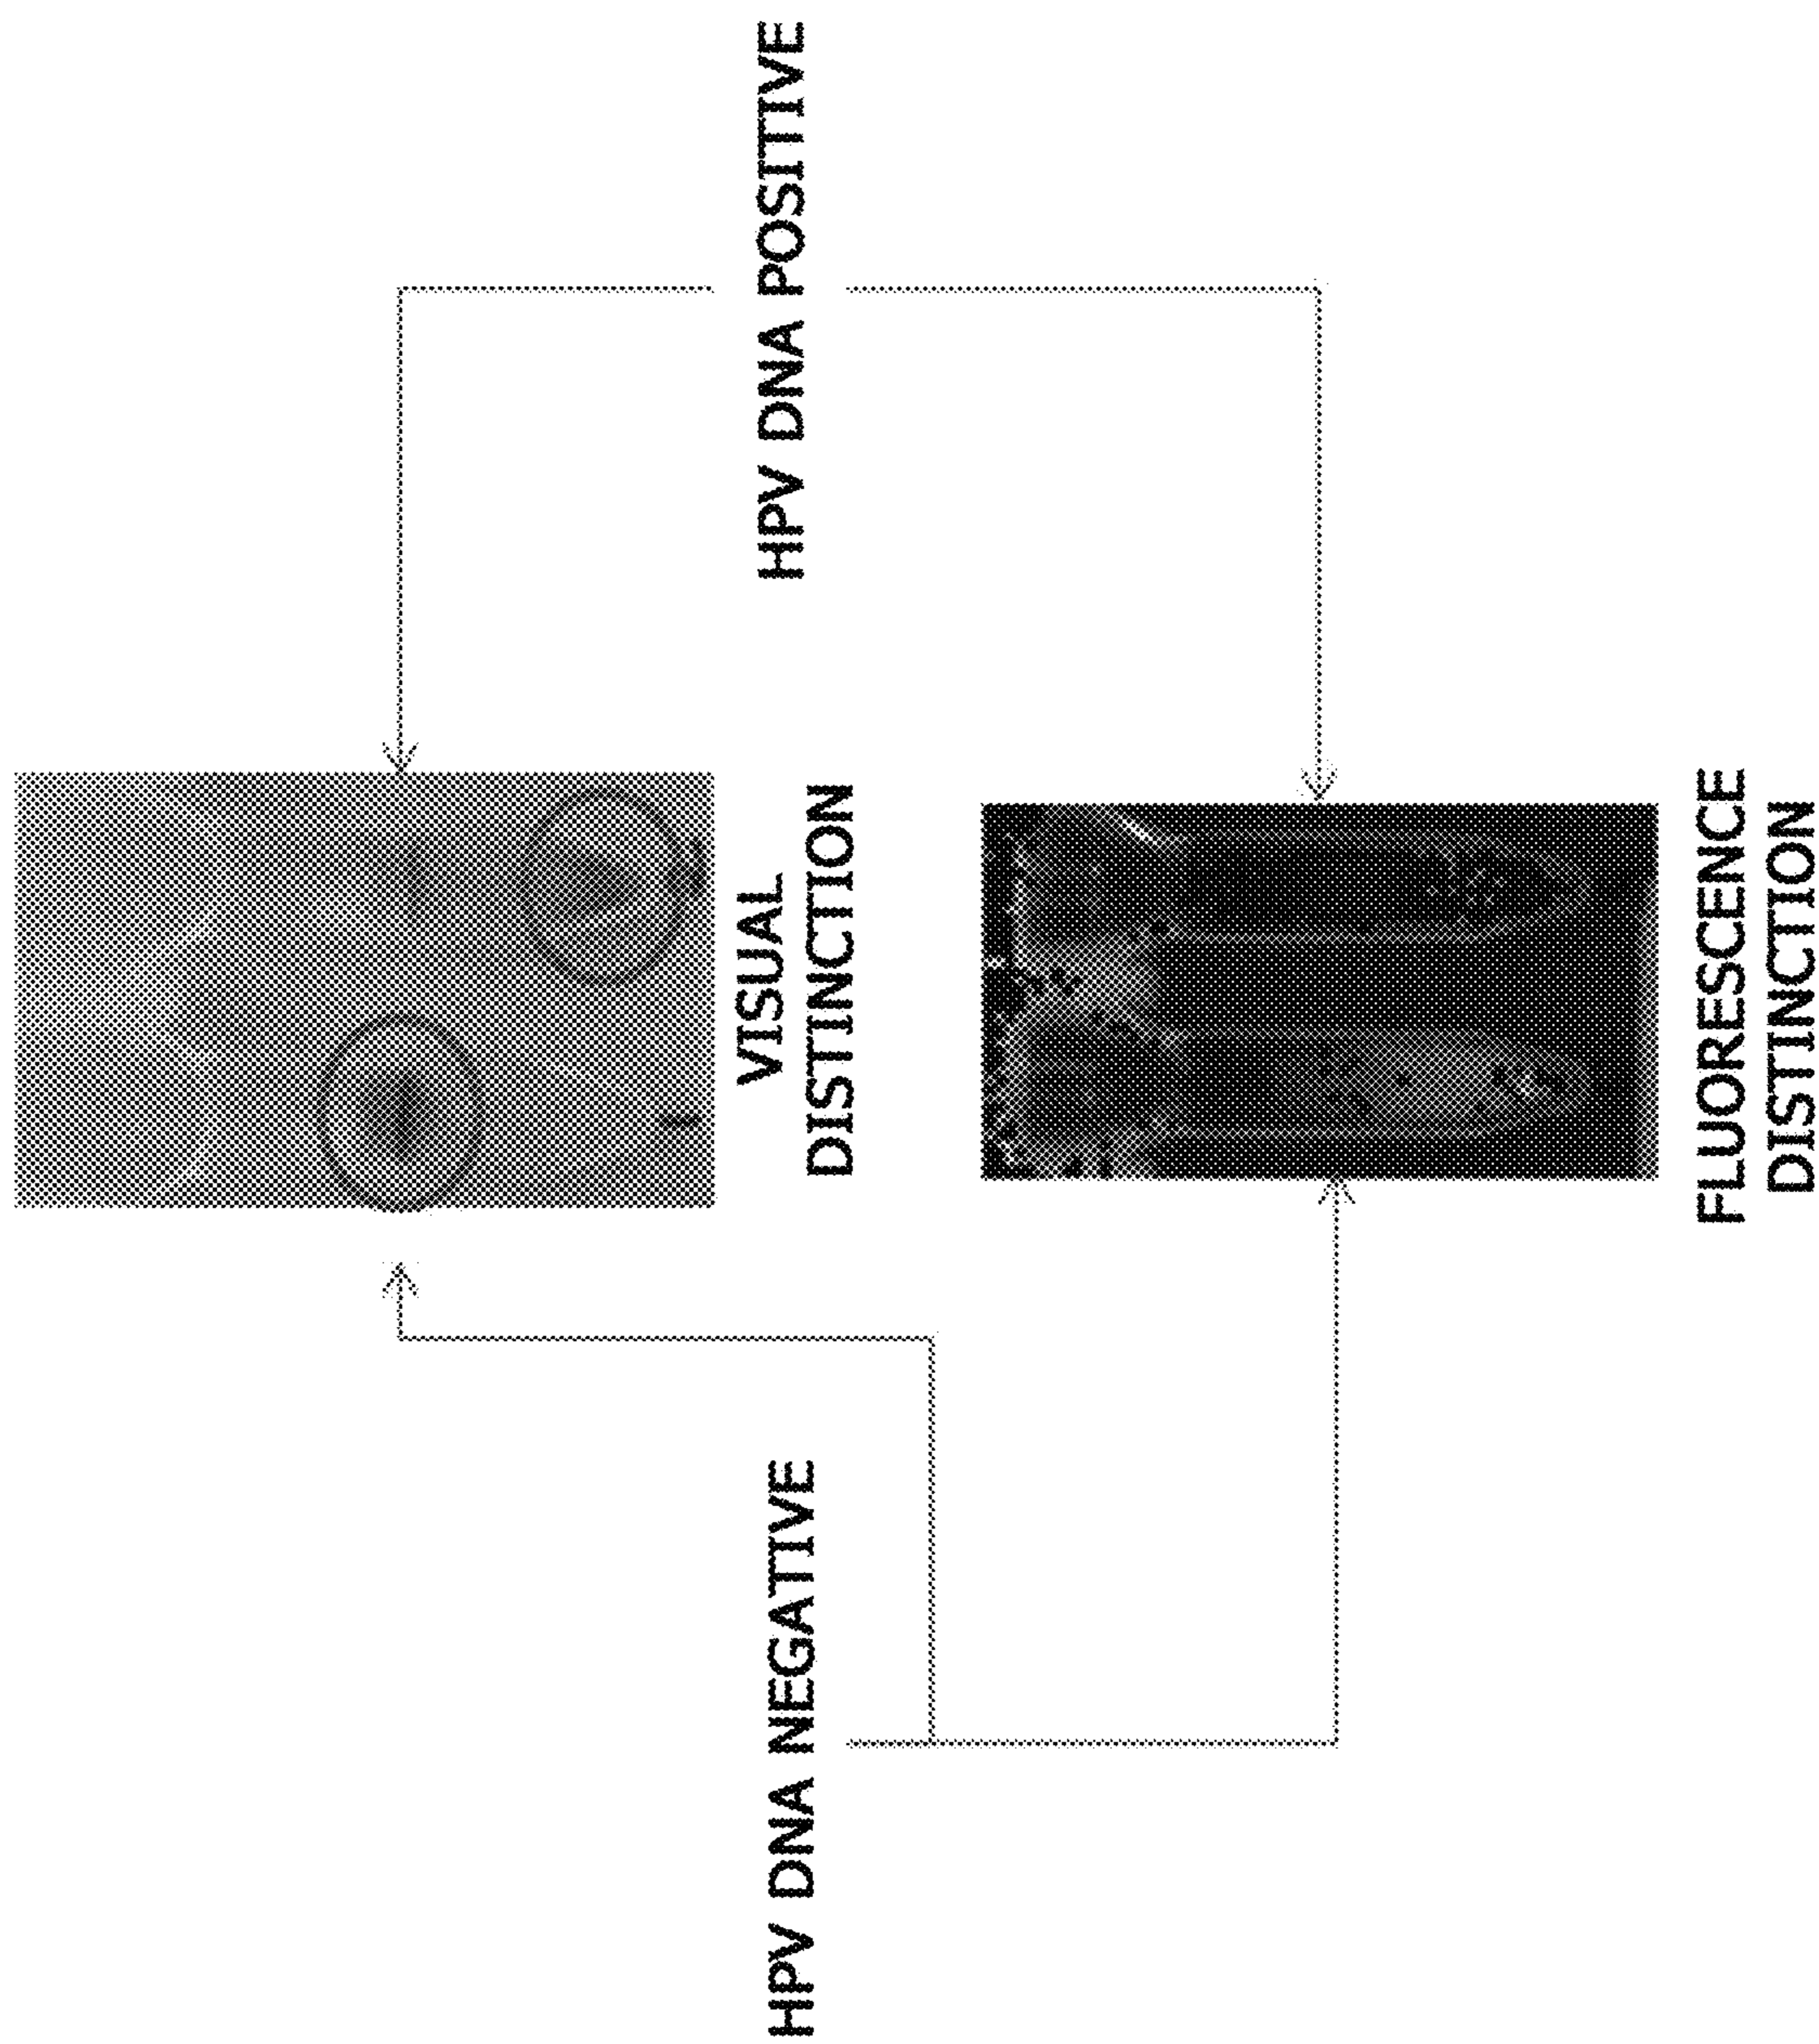 HPV DNA NEGATIVE
VISUAL
DISTINCTION
HPV DNA POSITIVE
FLUORESCENCE
DISTINCTION